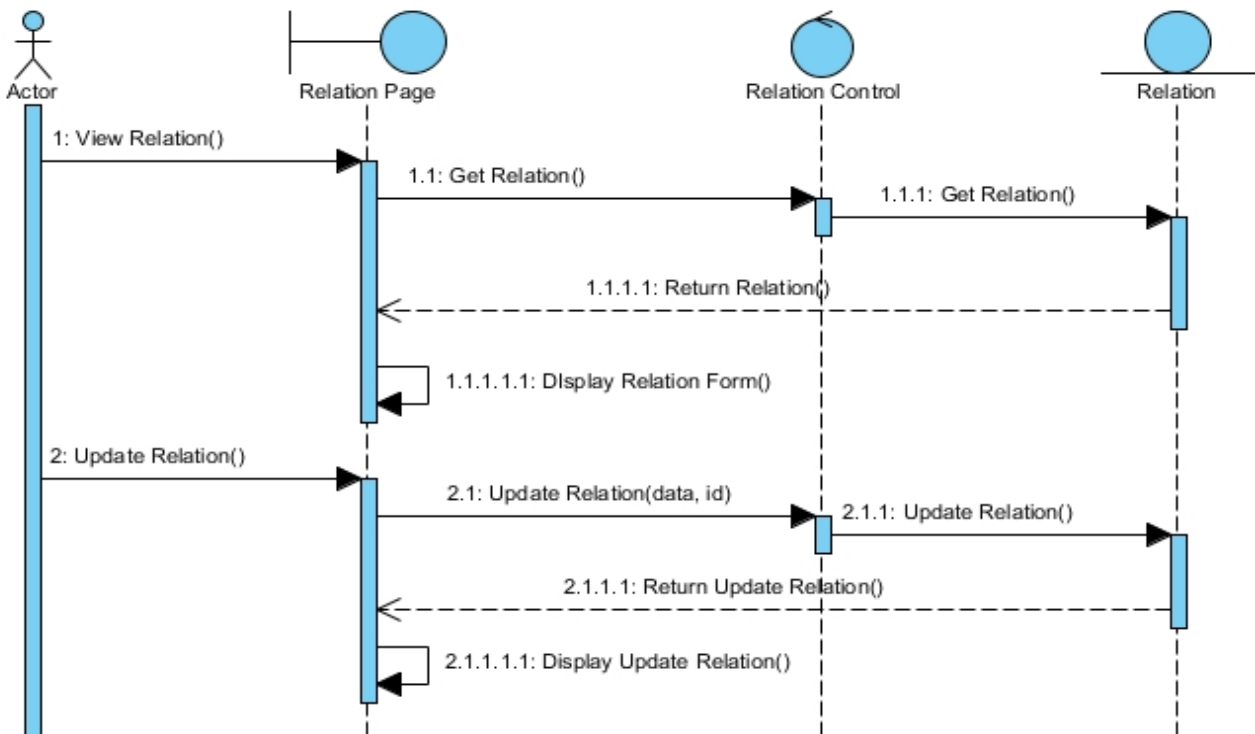 Actor
Relation Page
Relation Control
Relation
1: View Relation()
1.1: Get Relation()
1.1.1: Get Relation()
1.1.1.1: Return Relation()
1.1.1.1.1: DIsplay Relation Form()
2: Update Relation()
2.1: Update Relation(data, id)
2.1.1: Update Relation()
2.1.1.1: Return Update Relation()
2.1.1.1.1: Display Update Relation()